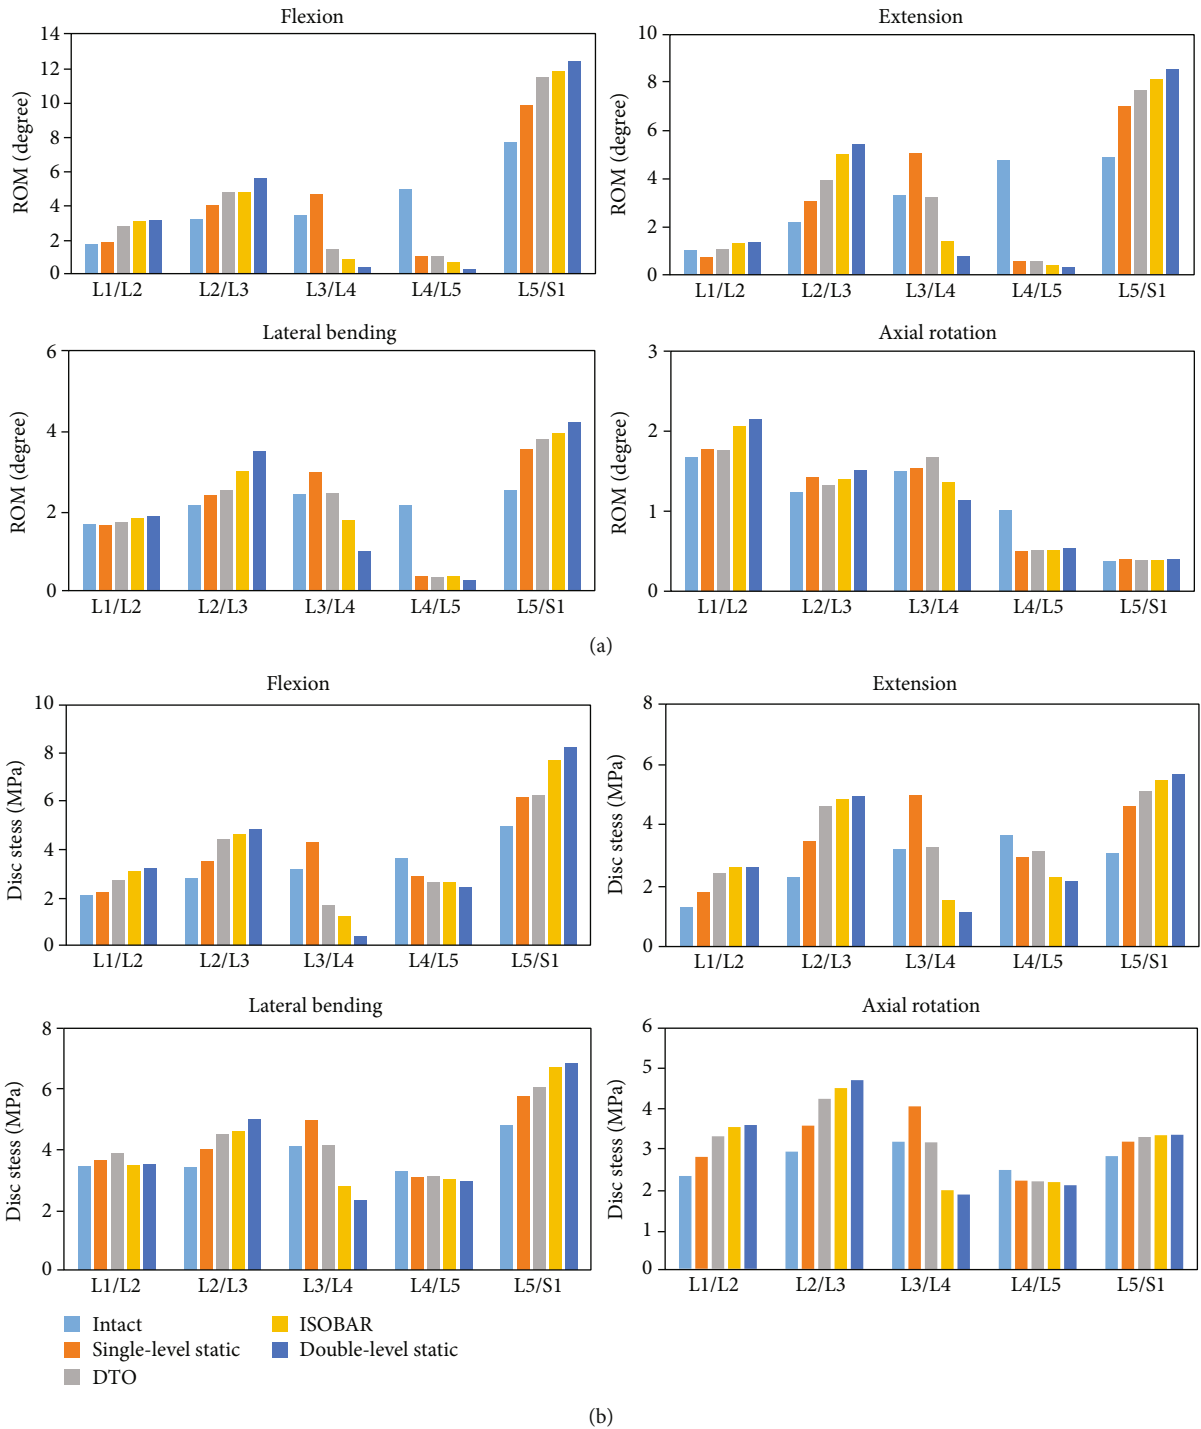 Flexion
14
12
10
8
6
4
2
0
ROM (degree)
L1/L2 L2/L3 L3/L4 L4/L5 L5/S1
Extension
10
8
6
4
2
0
ROM (degree)
L1/L2 L2/L3 L3/L4 L4/L5 L5/S1
Lateral bending
6
4
2
0
ROM (degree)
L1/L2 L2/L3 L3/L4 L4/L5 L5/S1
Axial rotation
3
2
1
0
ROM (degree)
L1/L2 L2/L3 L3/L4 L4/L5 L5/S1
(a)
Flexion
10
8
6
4
2
0
Disc stess (MPa)
L1/L2 L2/L3 L3/L4 L4/L5 L5/S1
Extension
8
6
4
2
0
Disc stess (MPa)
L1/L2 L2/L3 L3/L4 L4/L5 L5/S1
Lateral bending
8
6
4
2
0
Disc stess (MPa)
L1/L2 L2/L3 L3/L4 L4/L5 L5/S1
Axial rotation
6
5
4
3
2
1
0
Disc stess (MPa)
L1/L2 L2/L3 L3/L4 L4/L5 L5/S1
Intact
Single-level static
DTO
ISOBAR
Double-level static
(b)